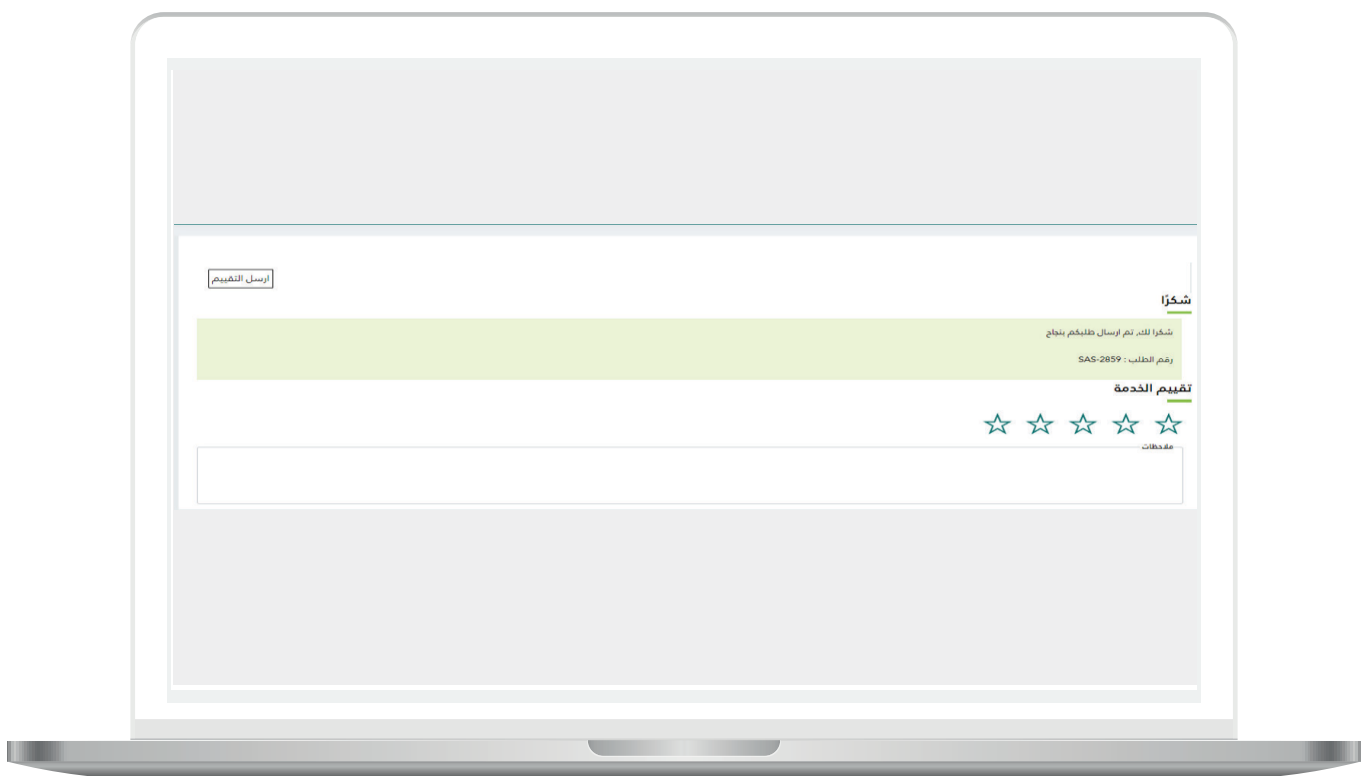 ارسل التقييم
شكرًا
شكرا لك, تم ارسال طلبكم بنجاح
رقم الطلب : SAS-2859
تقييم الخدمة
ملاحظات